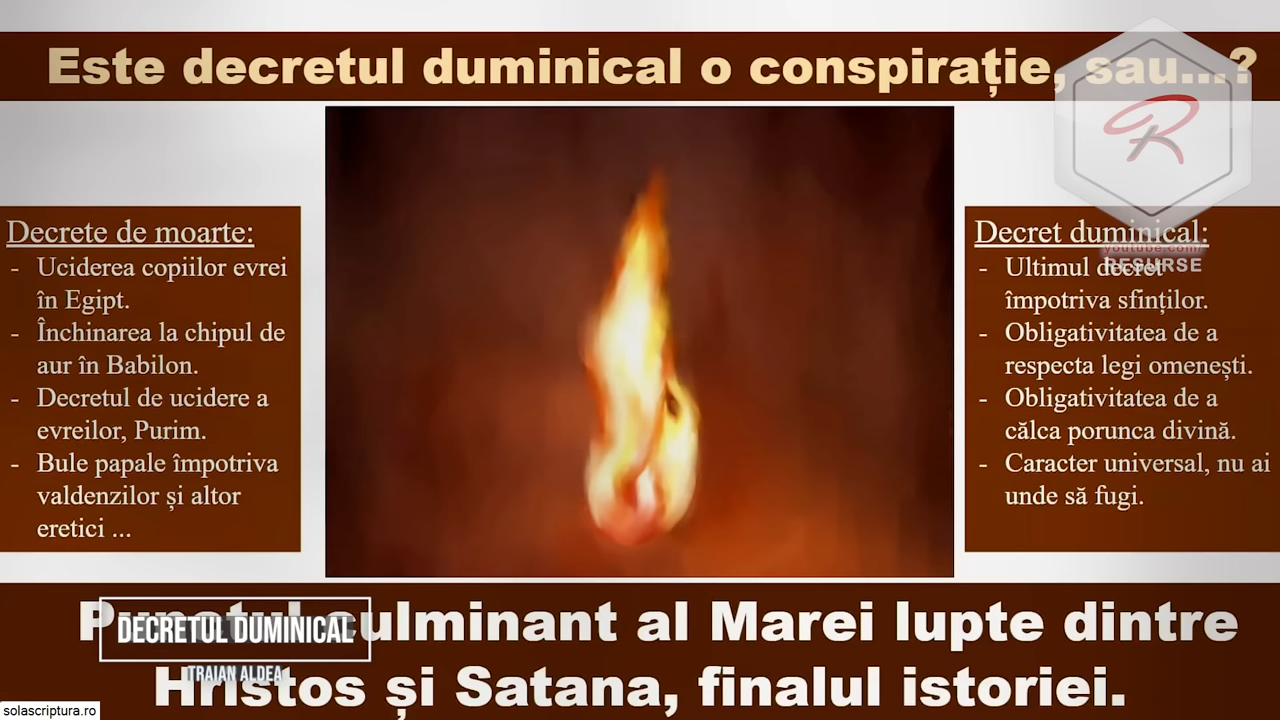 Este decretul duminical o conspirație, sau...?
R
Decrete de moarte:
- Uciderea copiilor evrei
în Egipt.
- Închinarea la chipul de
aur în Babilon.
- Decretul de ucidere a
evreilor, Purim.
- Bule papale împotriva
valdenzilor și altor
eretici ...
Decret duminical:
youtube.com/
RESURSE
- Ultimul decret
împotriva sfinților.
- Obligativitatea de a
respecta legi omenești.
- Obligativitatea de a
călca porunca divină.
- Caracter universal, nu ai
unde să fugi.
Punctul culminant al Marei lupte dintre
Hristos și Satana, finalul istoriei.
DECRETUL DUMINICAL
TRAIAN ALDEA
solascriptura.ro